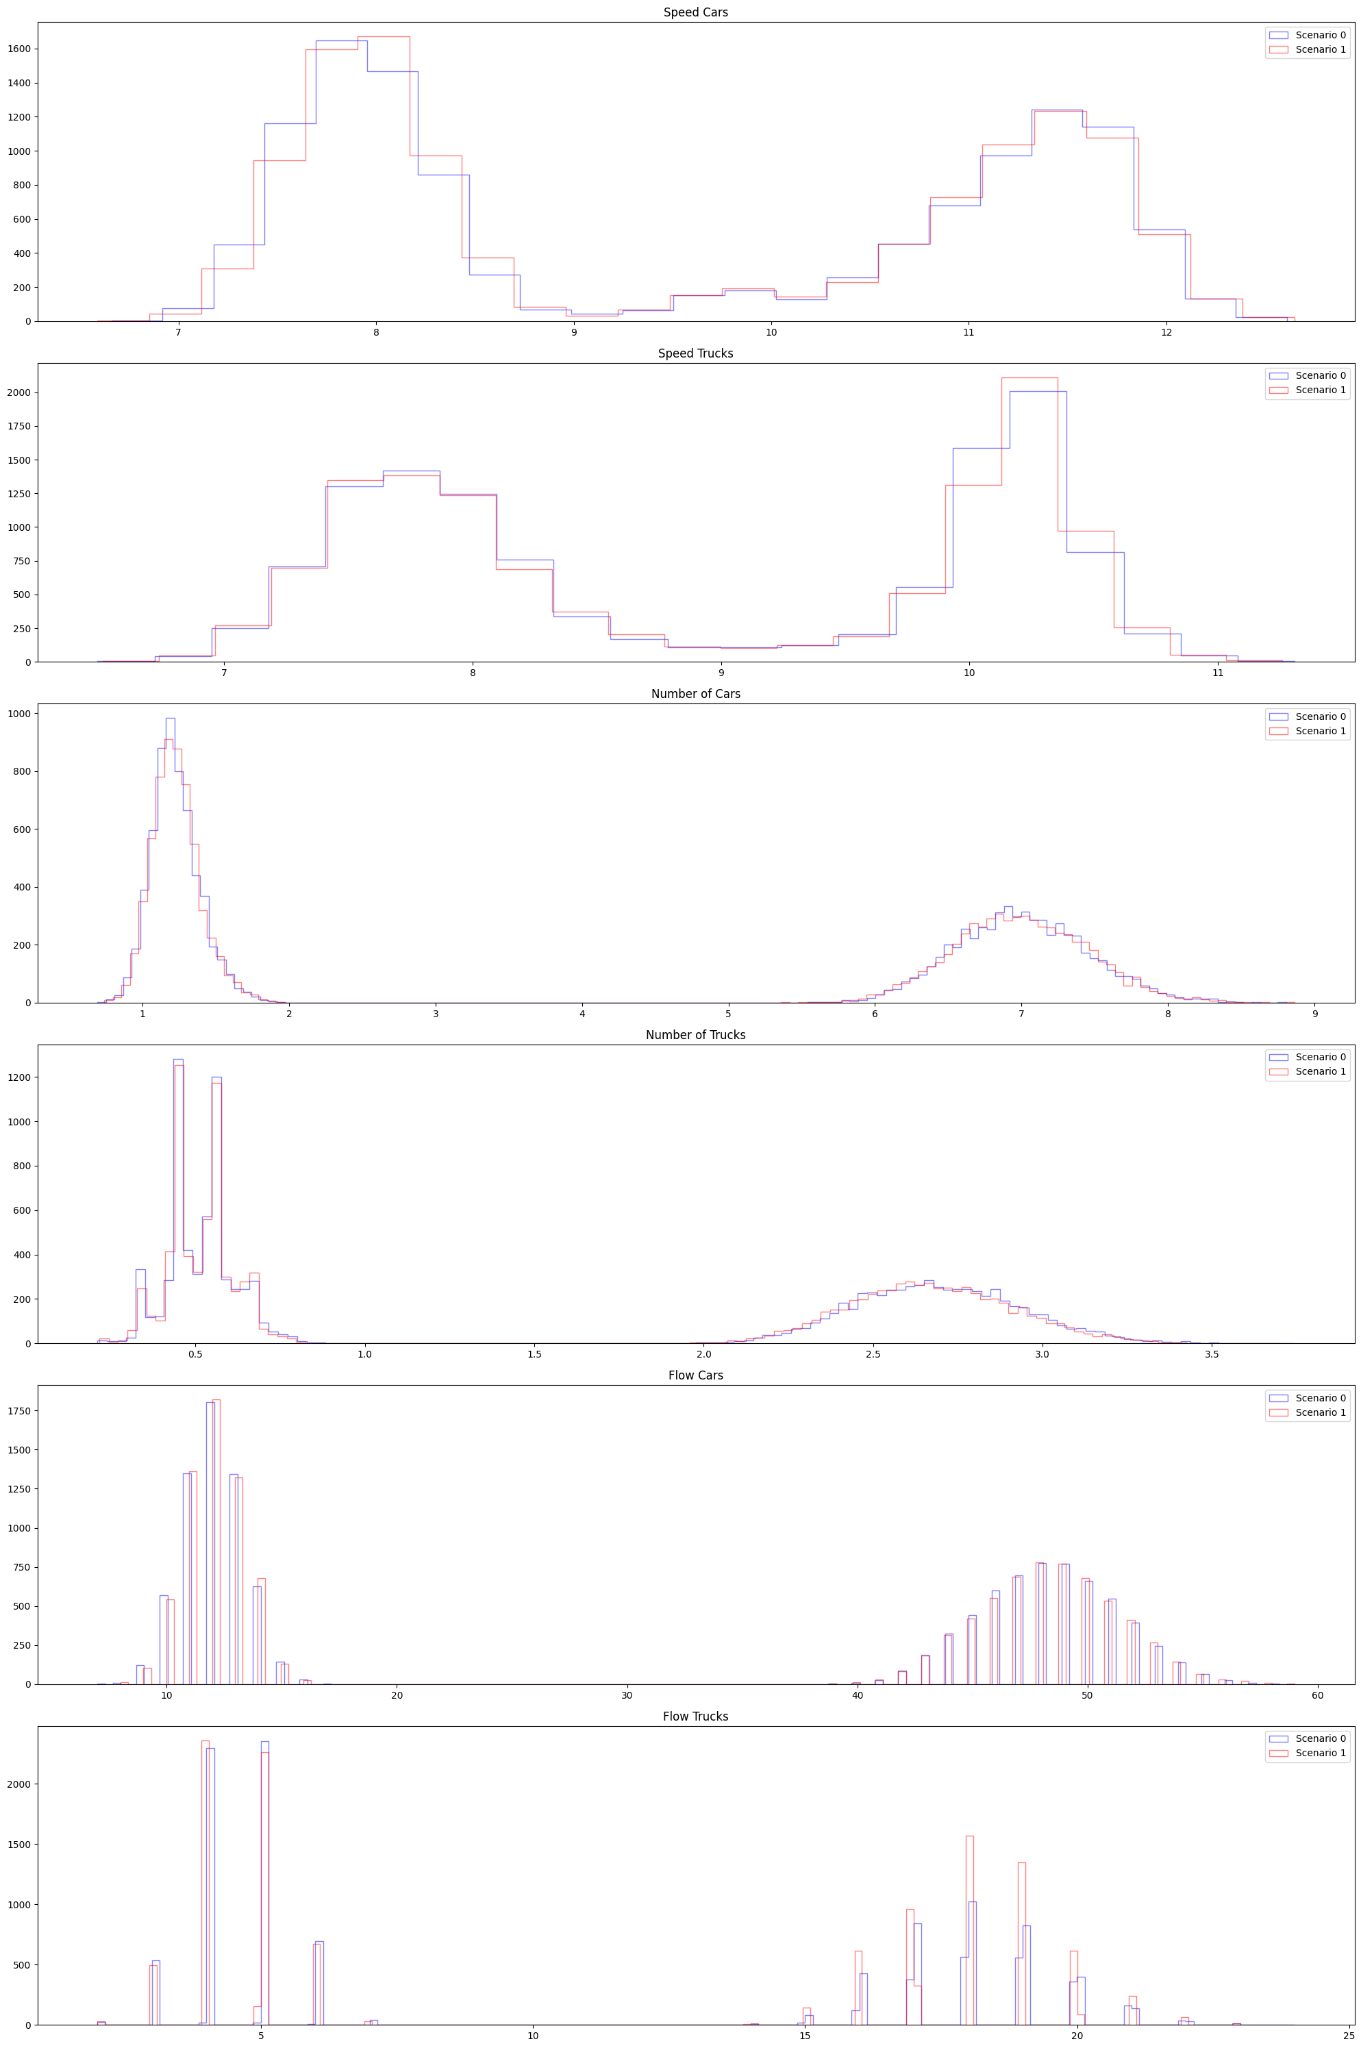 Speed Cars
Scenario 0
Scenario 1
1600
1400
1200
1000
800
600
400
200
0
7 8 9 10 11 12
Speed Trucks
Scenario 0
Scenario 1
2000
1750
1500
1250
1000
750
500
250
0
7 8 9 10 11
Number of Cars
Scenario 0
Scenario 1
1000
800
600
400
200
0
1 2 3 4 5 6 7 8 9
Number of Trucks
Scenario 0
Scenario 1
1200
1000
800
600
400
200
0
0.5 1.0 1.5 2.0 2.5 3.0 3.5
Flow Cars
Scenario 0
Scenario 1
1750
1500
1250
1000
750
500
250
0
10 20 30 40 50 60
Flow Trucks
Scenario 0
Scenario 1
2000
1500
1000
500
0
5 10 15 20 25